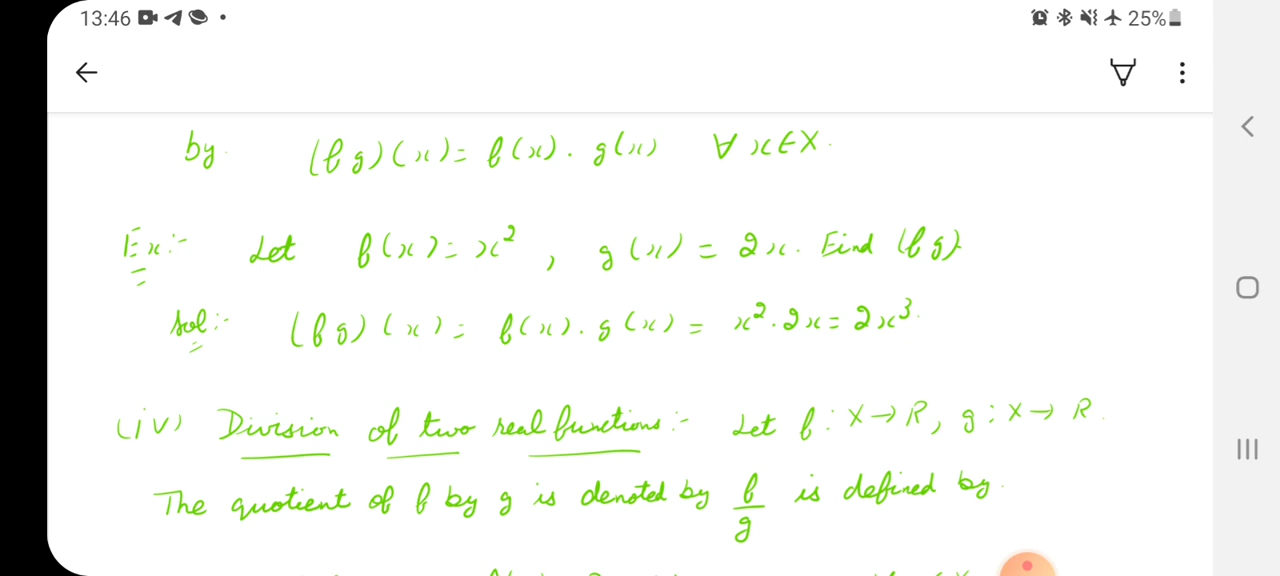 13:46 25%
by (fg)(x) = f(x) . g(x) ∀ x∈X.
Ex:- Let f(x) = x², g(x) = 2x. Find (fg)
Sol:- (fg)(x) = f(x). g(x) = x².2x = 2x³.
(iv) Division of two real functions:- Let f : X→R, g : X→ R.
The quotient of f by g is denoted by f/g is defined by.